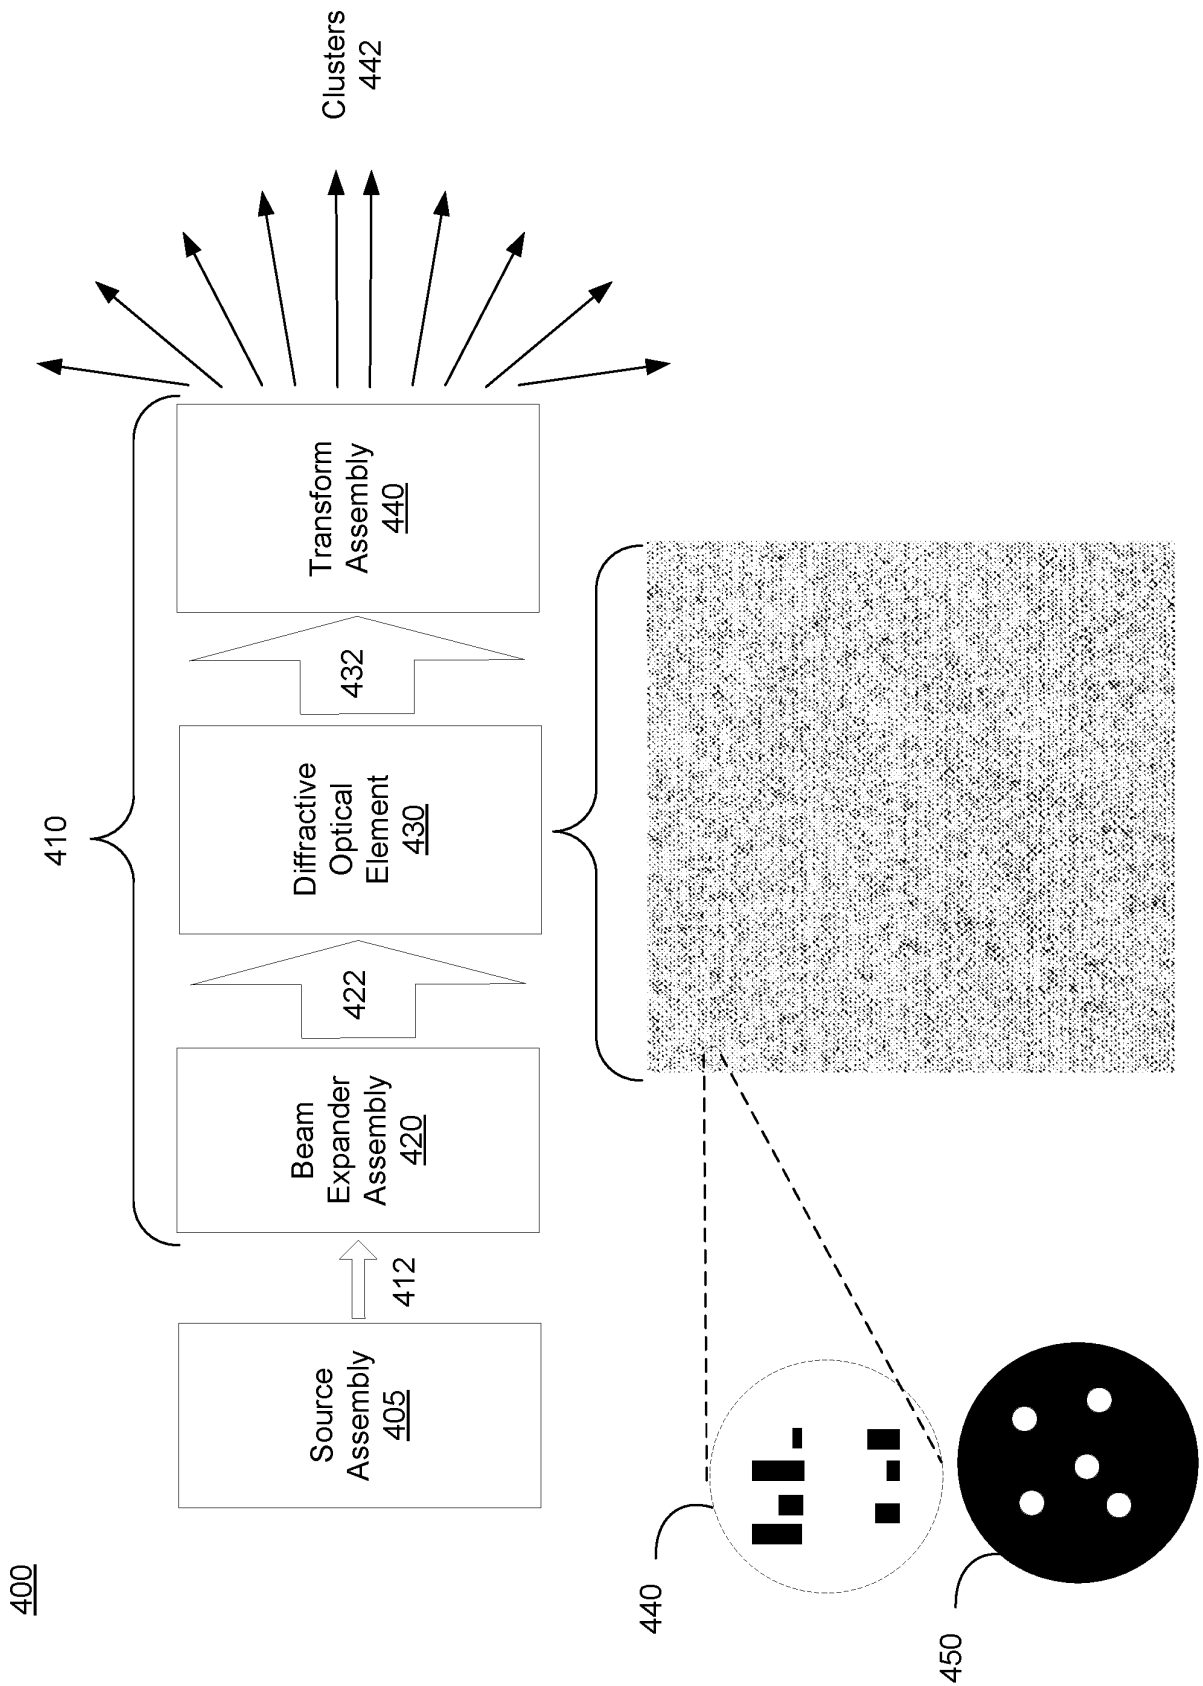 400
410
Source
Assembly
405
412
Beam
Expander
Assembly
420
422
Diffractive
Optical
Element
430
432
Transform
Assembly
440
Clusters
442
440
450